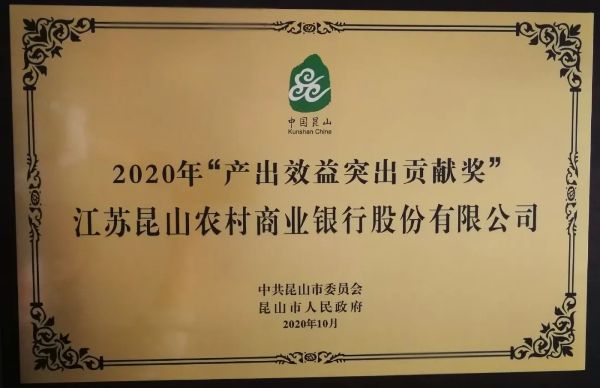 中国昆山
Kunshan China
2020年“产出效益突出贡献奖”
江苏昆山农村商业银行股份有限公司
中共昆山市委员会
昆山市人民政府
2020年10月